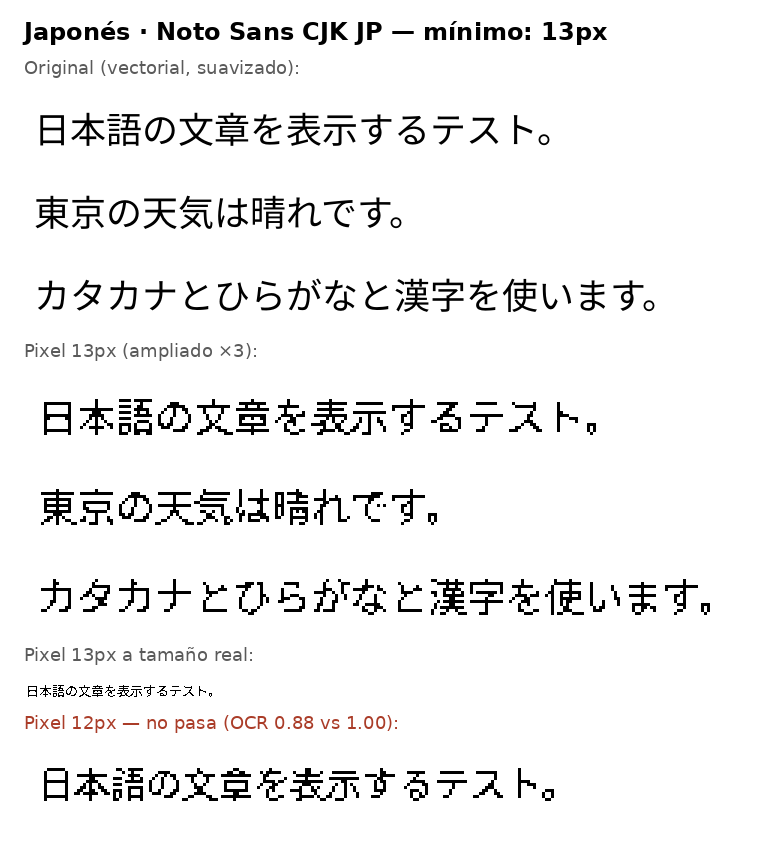 Japonés · Noto Sans CJK JP — mínimo: 13px
Original (vectorial, suavizado):
日本語の文章を表示するテスト。
東京の天気は晴れです。
カタカナとひらがなと漢字を使います。
Pixel 13px (ampliado ×3):
日本語の文章を表示するテスト。
東京の天気は晴れです。
カタカナとひらがなと漢字を使います。
Pixel 13px a tamaño real:
日本語の文章を表示するテスト。
Pixel 12px — no pasa (OCR 0.88 vs 1.00):
日本語の文章を表示するテスト。